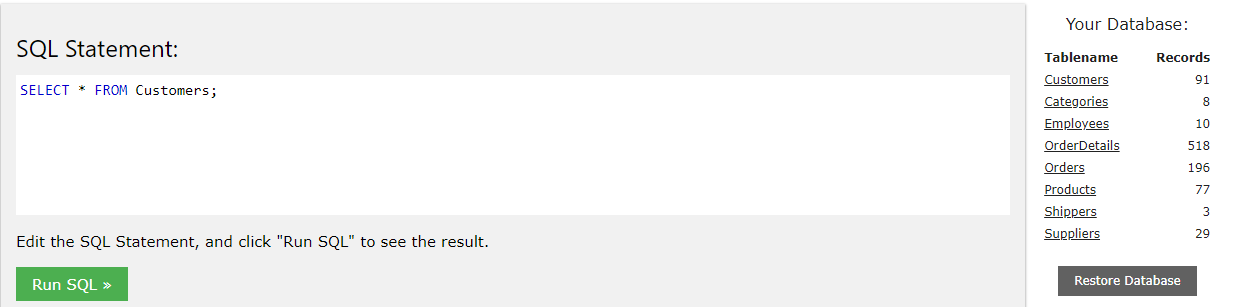 SQL Statement:
SELECT * FROM Customers;
Edit the SQL Statement, and click "Run SQL" to see the result.
Run SQL »
Your Database:
Tablename Records
Customers 91
Categories 8
Employees 10
OrderDetails 518
Orders 196
Products 77
Shippers 3
Suppliers 29
Restore Database